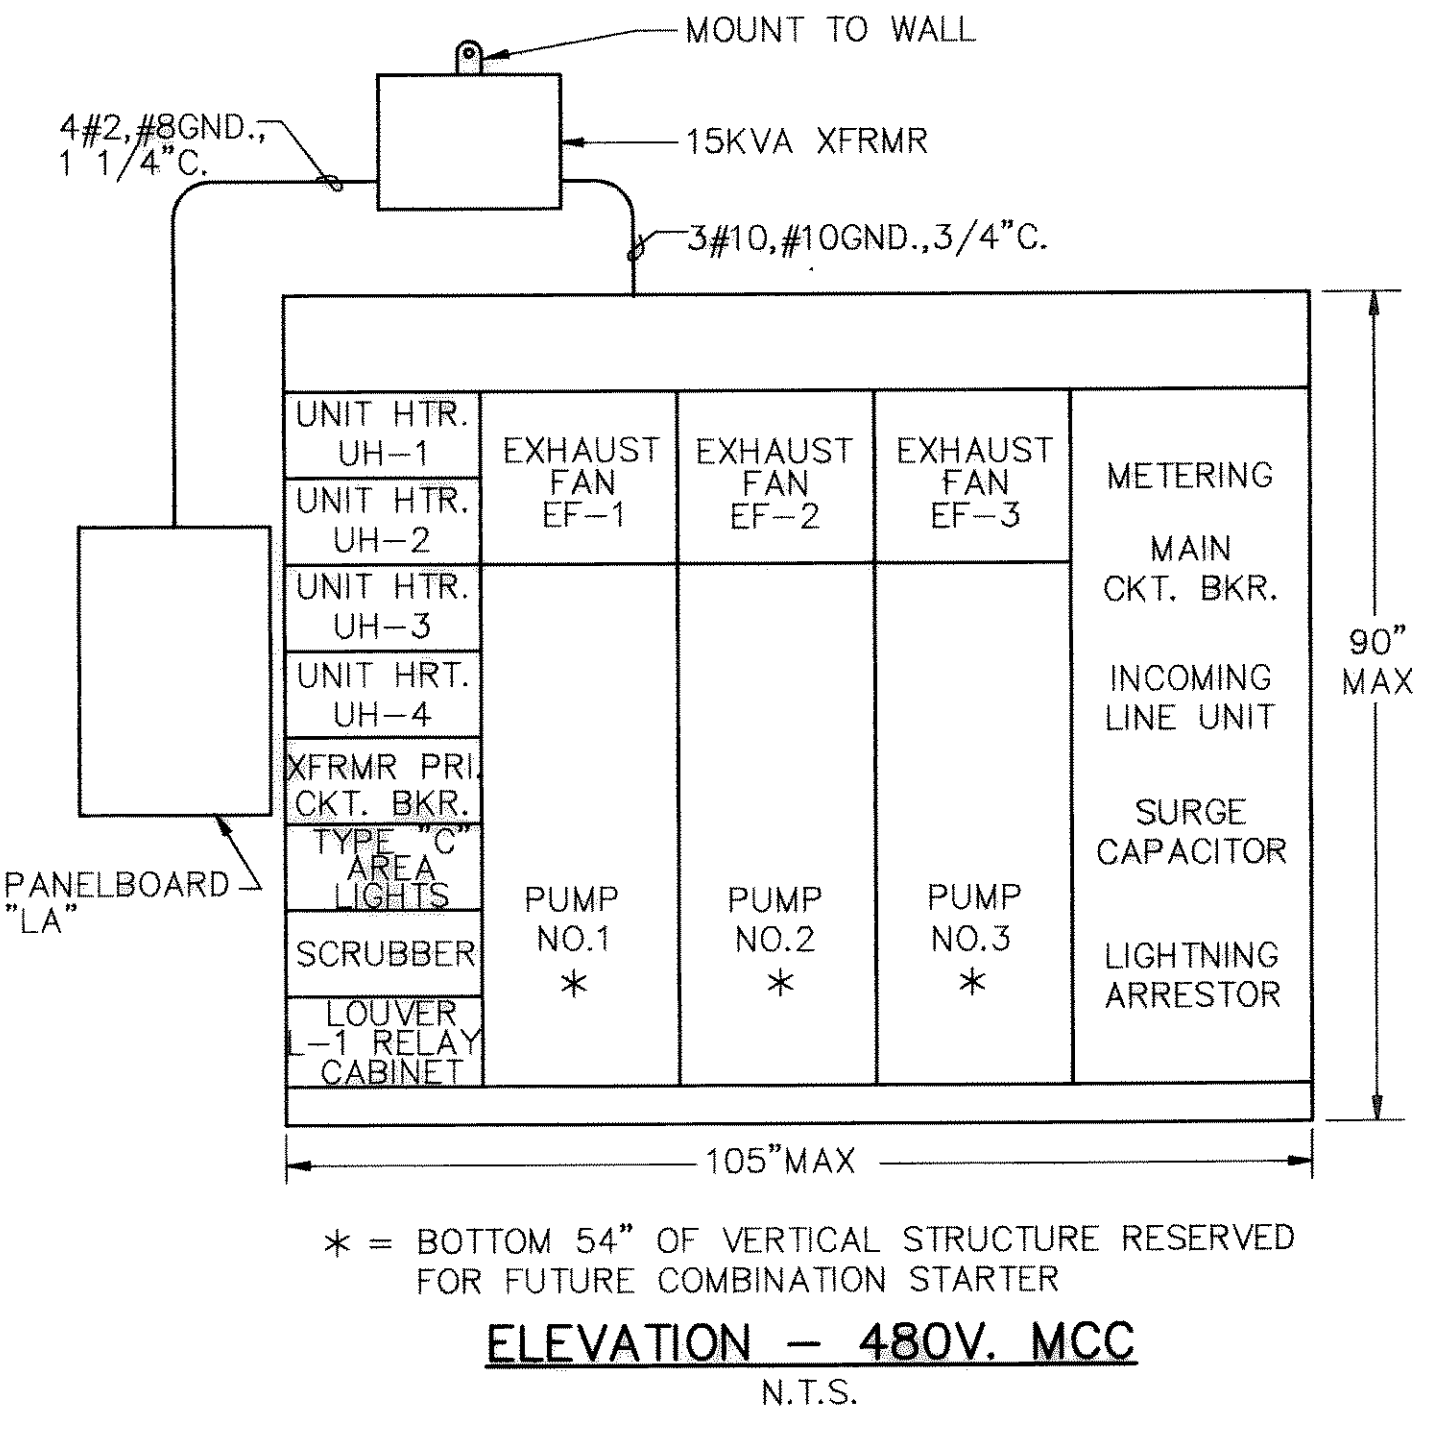 MOUNT TO WALL
4#2,#8GND.,
1 1/4"C.
15KVA XFRMR
3#10,#10GND.,3/4"C.
UNIT HTR.
UH-1
UNIT HTR.
UH-2
UNIT HTR.
UH-3
UNIT HRT.
UH-4
XFRMR PRI.
CKT. BKR.
TYPE "C"
AREA
LIGHTS
SCRUBBER
LOUVER
L-1 RELAY
CABINET
EXHAUST
FAN
EF-1
PUMP
NO.1
*
EXHAUST
FAN
EF-2
PUMP
NO.2
*
EXHAUST
FAN
EF-3
PUMP
NO.3
*
METERING
MAIN
CKT. BKR.
INCOMING
LINE UNIT
SURGE
CAPACITOR
LIGHTNING
ARRESTOR
90"
MAX
PANELBOARD
"LA"
105"MAX
* = BOTTOM 54" OF VERTICAL STRUCTURE RESERVED
FOR FUTURE COMBINATION STARTER
ELEVATION - 480V. MCC
N.T.S.